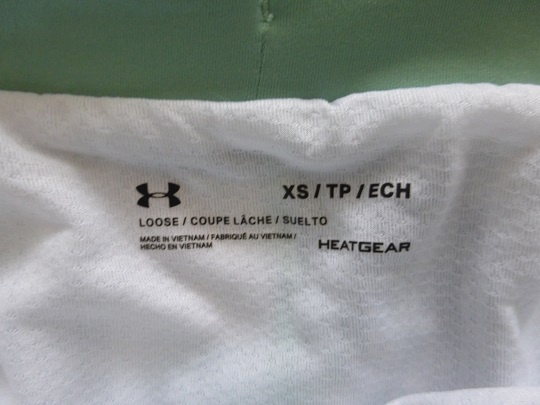 XS / TP / ECH
LOOSE / COUPE LÂCHE / SUELTO
MADE IN VIETNAM / FABRIQUÉ AU VIETNAM /
HECHO EN VIETNAM
HEATGEAR